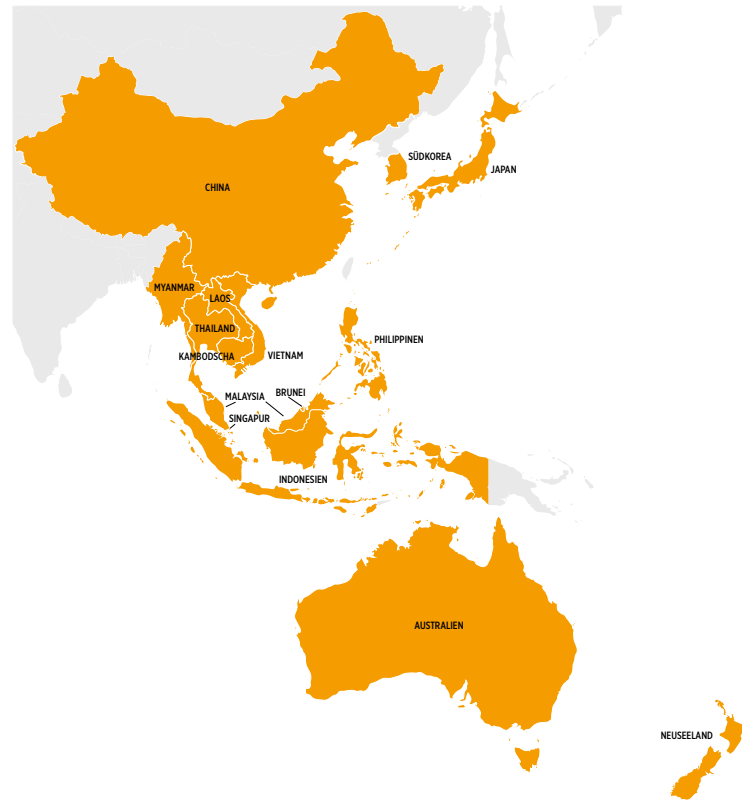 SÜDKOREA
JAPAN
CHINA
MYANMAR
LAOS
THAILAND
PHILIPPINEN
KAMBODSCHA
VIETNAM
BRUNEI
MALAYSIA
SINGAPUR
INDONESIEN
AUSTRALIEN
NEUSEELAND